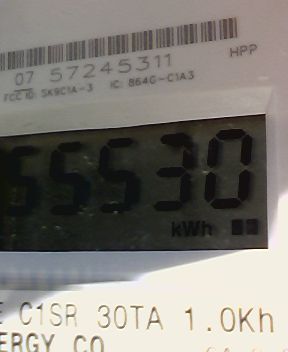 07 57245311
HPP
FCC ID: SK9C1A-3 IC: 864G-C1A3
55530
kWh
C1SR 30TA 1.0Kh
ERGY CO